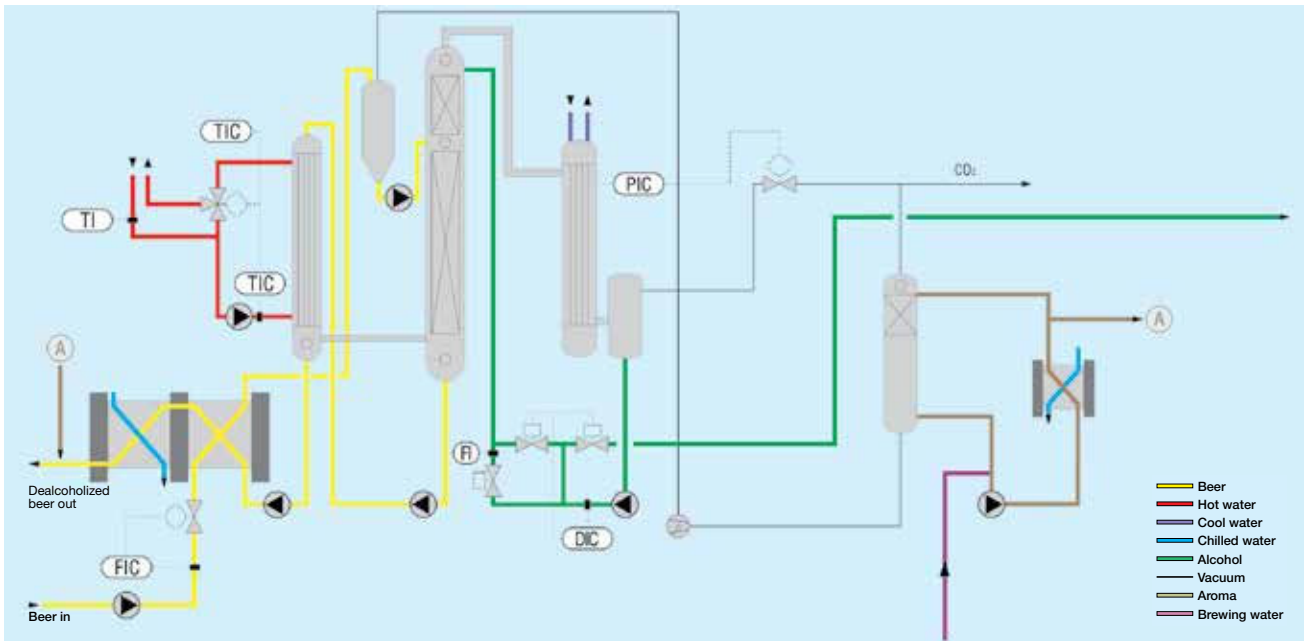 TIC
TI
TIC
PIC
CO₂
A
A
FI
DIC
FIC
Dealcoholized
beer out
Beer in
Beer
Hot water
Cool water
Chilled water
Alcohol
Vacuum
Aroma
Brewing water